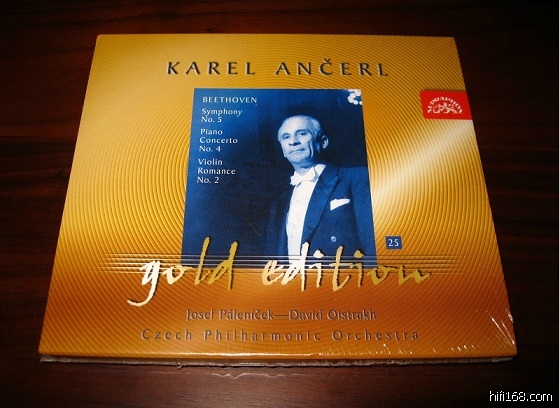 KAREL ANČERL
SUPRAPHON
BEETHOVEN
Symphony
No. 5
Piano
Concerto
No. 4
Violin
Romance
No. 2
25
gold edition
Josef Páleníček—David Oistrakh
Czech Philharmonic Orchestra
hifi168.com